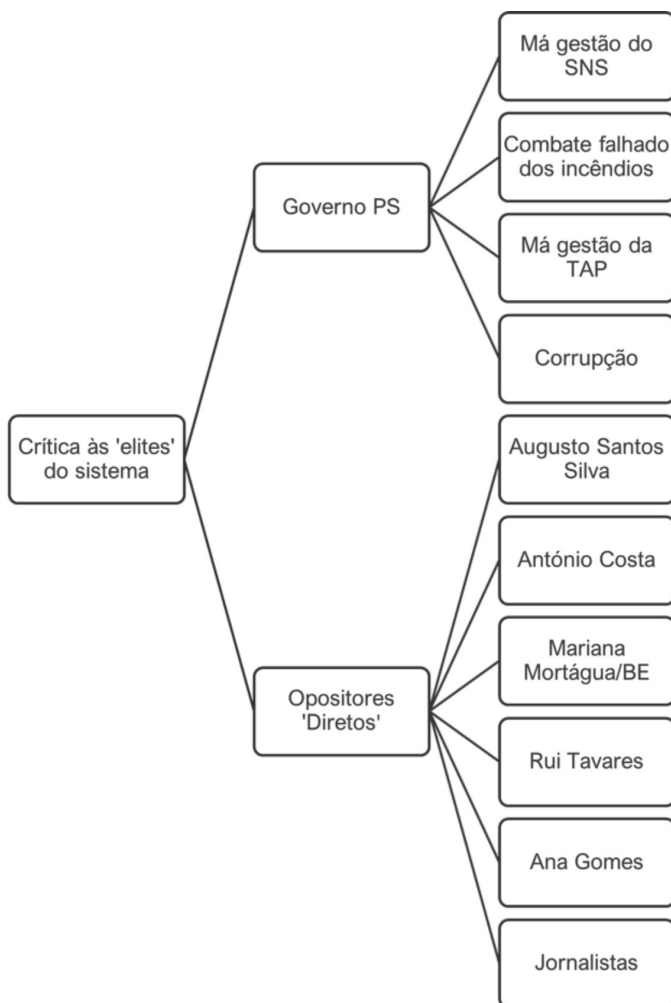 Crítica às 'elites'
do sistema
Governo PS
Má gestão do
SNS
Combate falhado
dos incêndios
Má gestão da
TAP
Corrupção
Opositores
'Diretos'
Augusto Santos
Silva
António Costa
Mariana
Mortágua/BE
Rui Tavares
Ana Gomes
Jornalistas